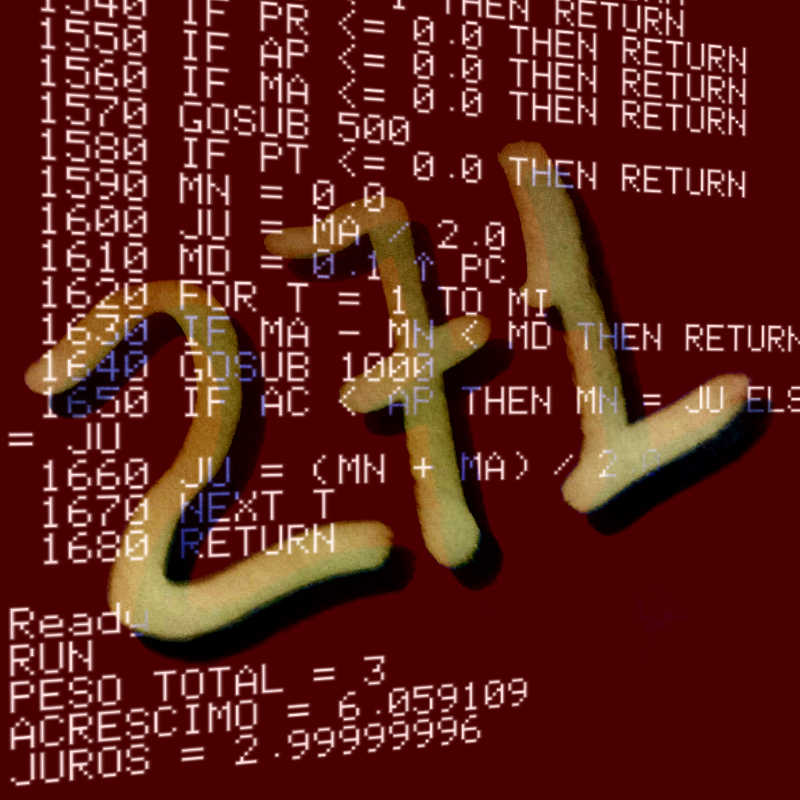 1540 IF PR <= 0.0 THEN RETURN
1550 IF AP <= 0.0 THEN RETURN
1560 IF MA <= 0.0 THEN RETURN
1570 GOSUB 500
1580 IF PT <= 0.0 THEN RETURN
1590 MN = 0.0
1600 JU = MA / 2.0
1610 MD = 0.1 ↑ PC
1620 FOR T = 1 TO MI
1630 IF MA - MN < MD THEN RETURN
1640 GOSUB 1000
1650 IF AC < AP THEN MN = JU ELS
= JU
1660 JU = (MN + MA) / 2.0
1670 NEXT T
1680 RETURN
Ready
RUN
PESO TOTAL = 3
ACRESCIMO = 6.059109
JUROS = 2.99999996
271